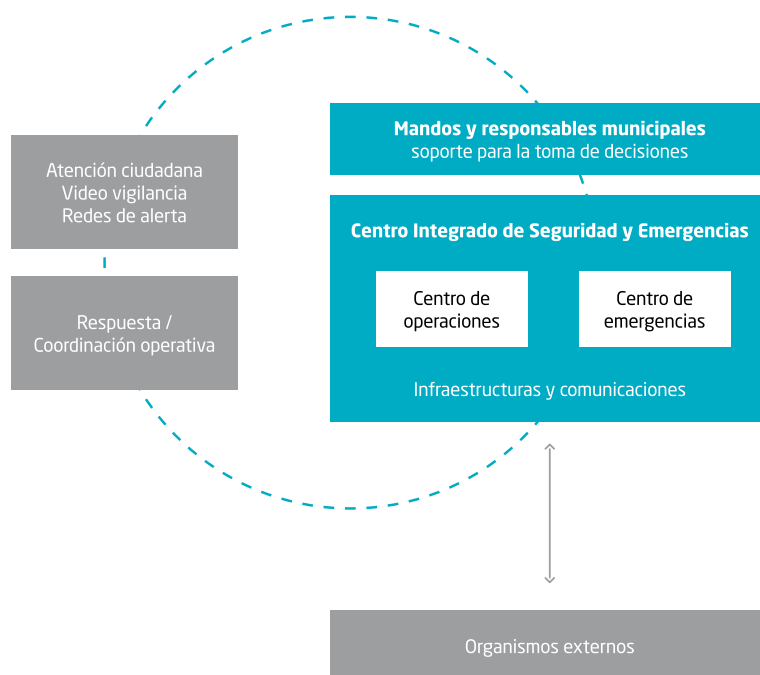 Mandos y responsables municipales
soporte para la toma de decisiones
Atención ciudadana
Video vigilancia
Redes de alerta
Centro Integrado de Seguridad y Emergencias
Centro de
operaciones
Centro de
emergencias
Respuesta /
Coordinación operativa
Infraestructuras y comunicaciones
Organismos externos